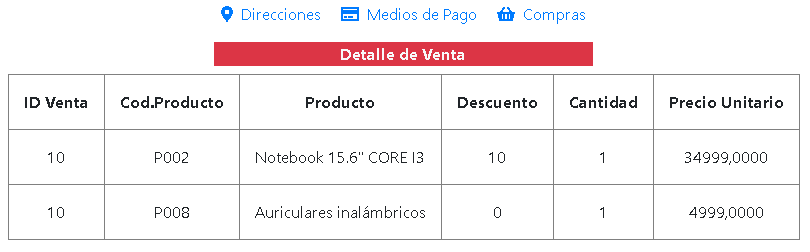 Direcciones Medios de Pago Compras
Detalle de Venta
ID Venta Cod.Producto Producto Descuento Cantidad Precio Unitario
10 P002 Notebook 15.6" CORE I3 10 1 34999,0000
10 P008 Auriculares inalámbricos 0 1 4999,0000